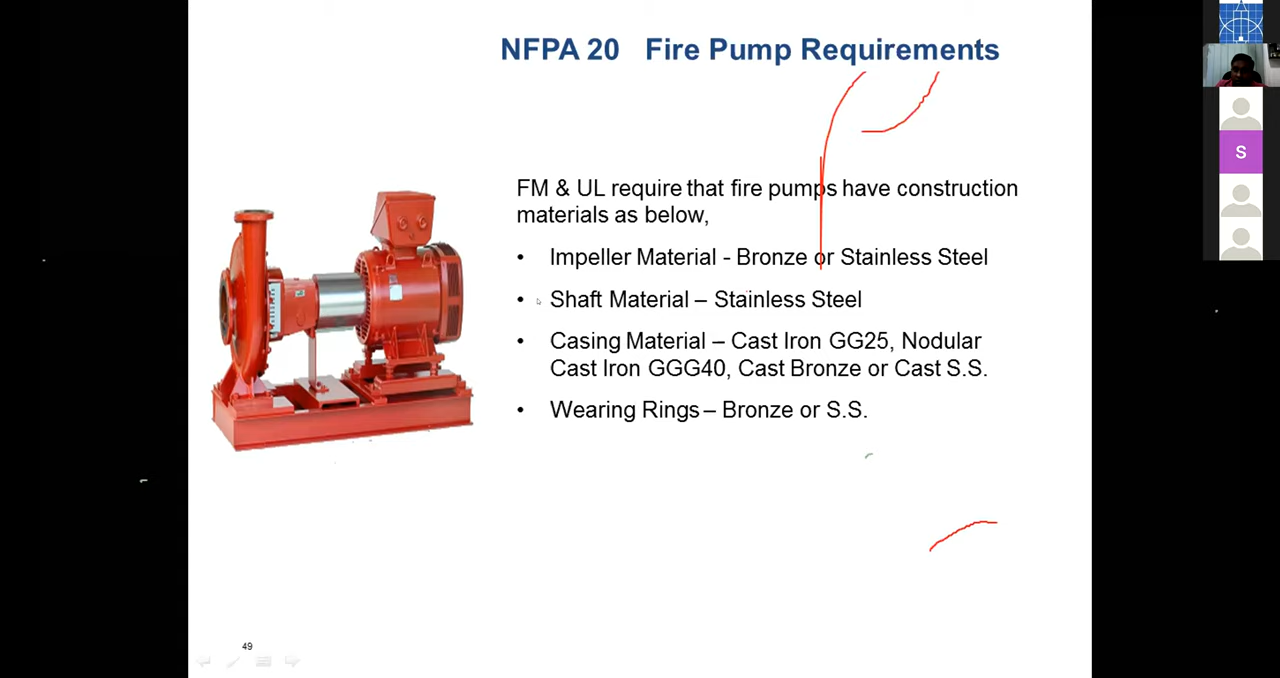 NFPA 20 Fire Pump Requirements
FM & UL require that fire pumps have construction
materials as below,
• Impeller Material - Bronze or Stainless Steel
• Shaft Material – Stainless Steel
• Casing Material – Cast Iron GG25, Nodular
Cast Iron GGG40, Cast Bronze or Cast S.S.
• Wearing Rings – Bronze or S.S.
49
S